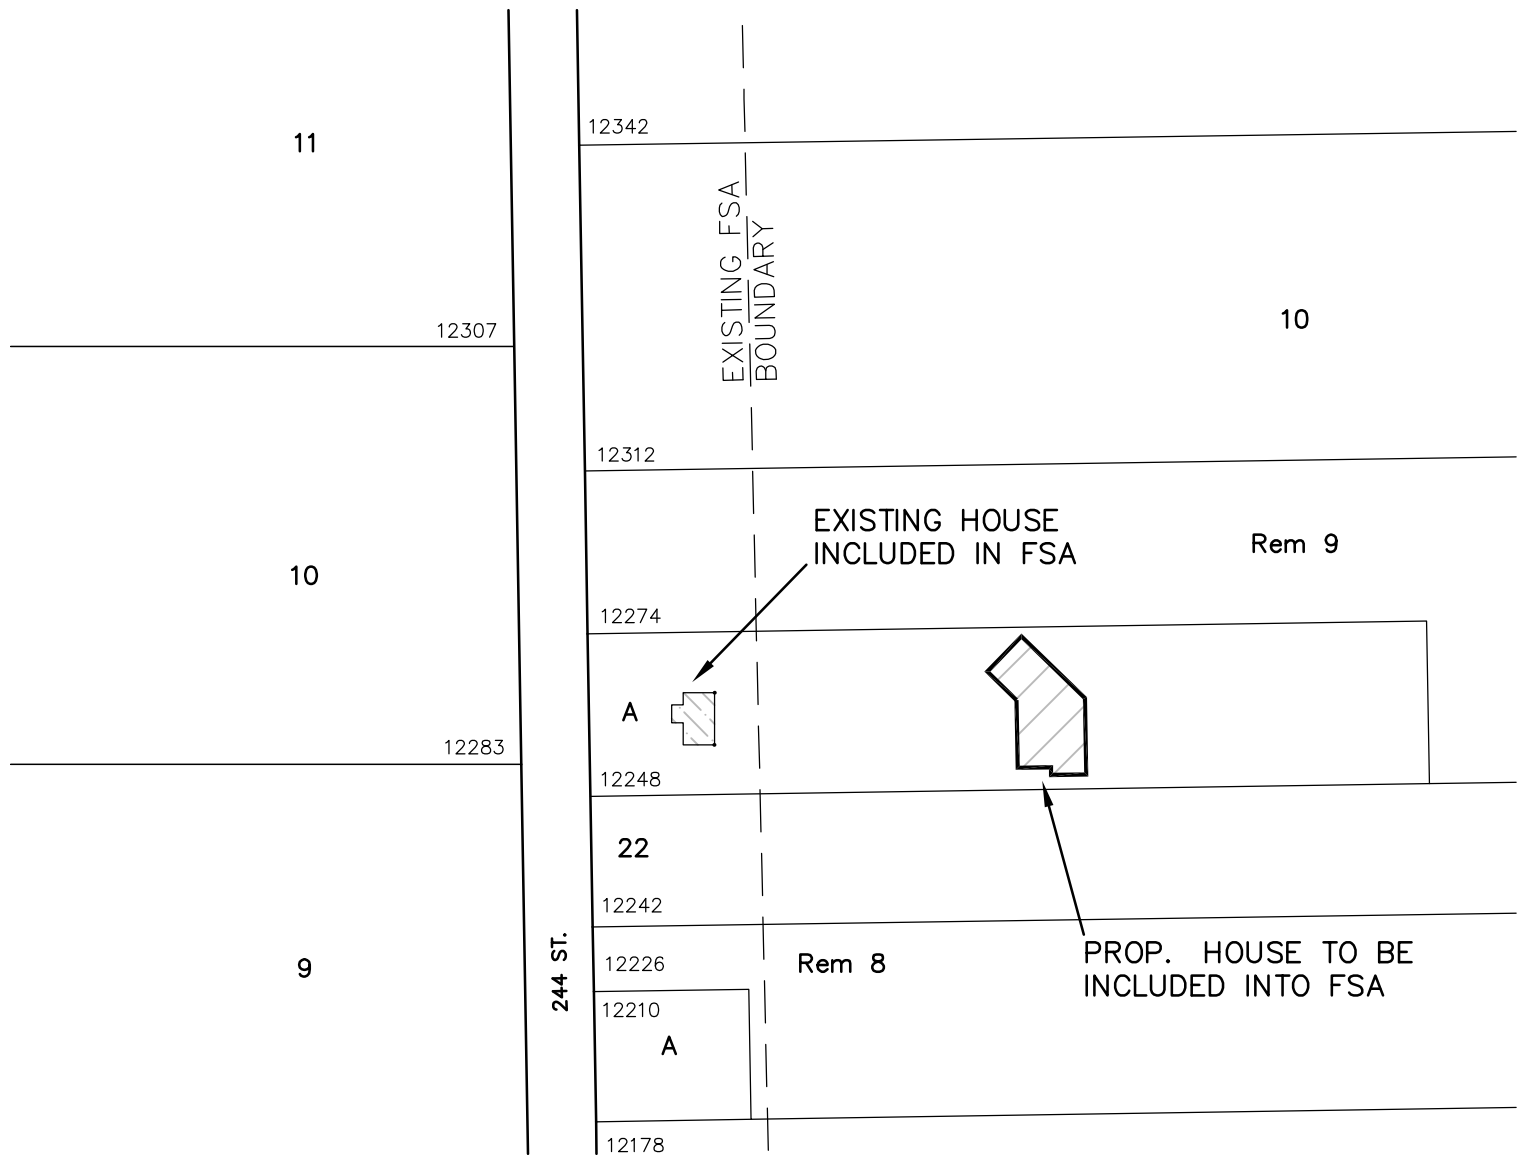 12342
11
EXISTING FSA
BOUNDARY
10
12307
12312
EXISTING HOUSE
INCLUDED IN FSA
Rem 9
10
12274
A
12283
12248
22
12242
PROP. HOUSE TO BE
INCLUDED INTO FSA
244 ST.
9
12226
Rem 8
12210
A
12178